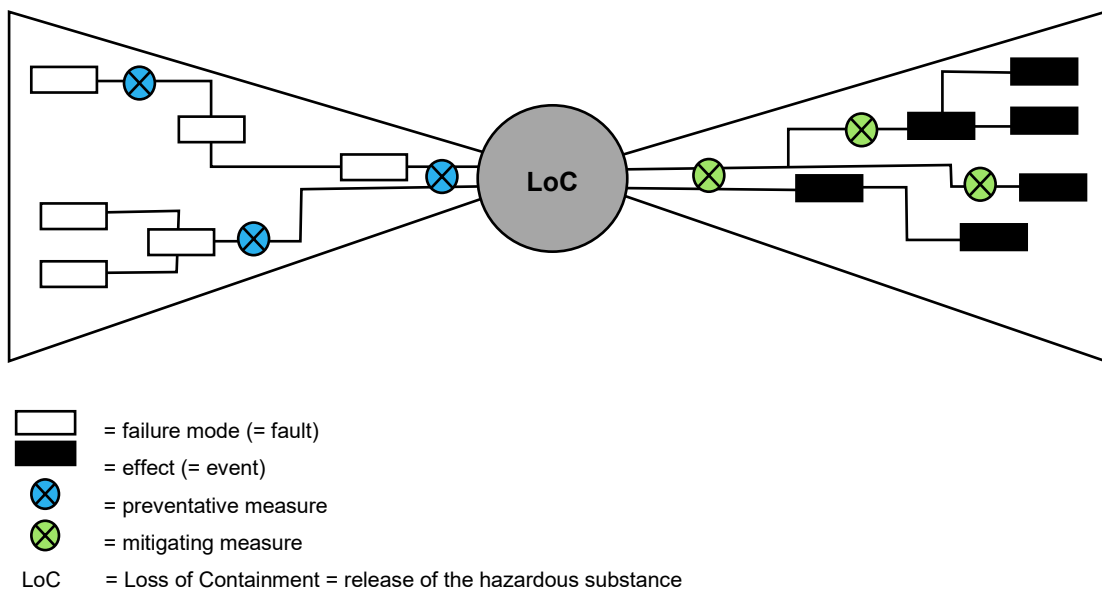 LoC
= failure mode (= fault)
= effect (= event)
= preventative measure
= mitigating measure
LoC = Loss of Containment = release of the hazardous substance